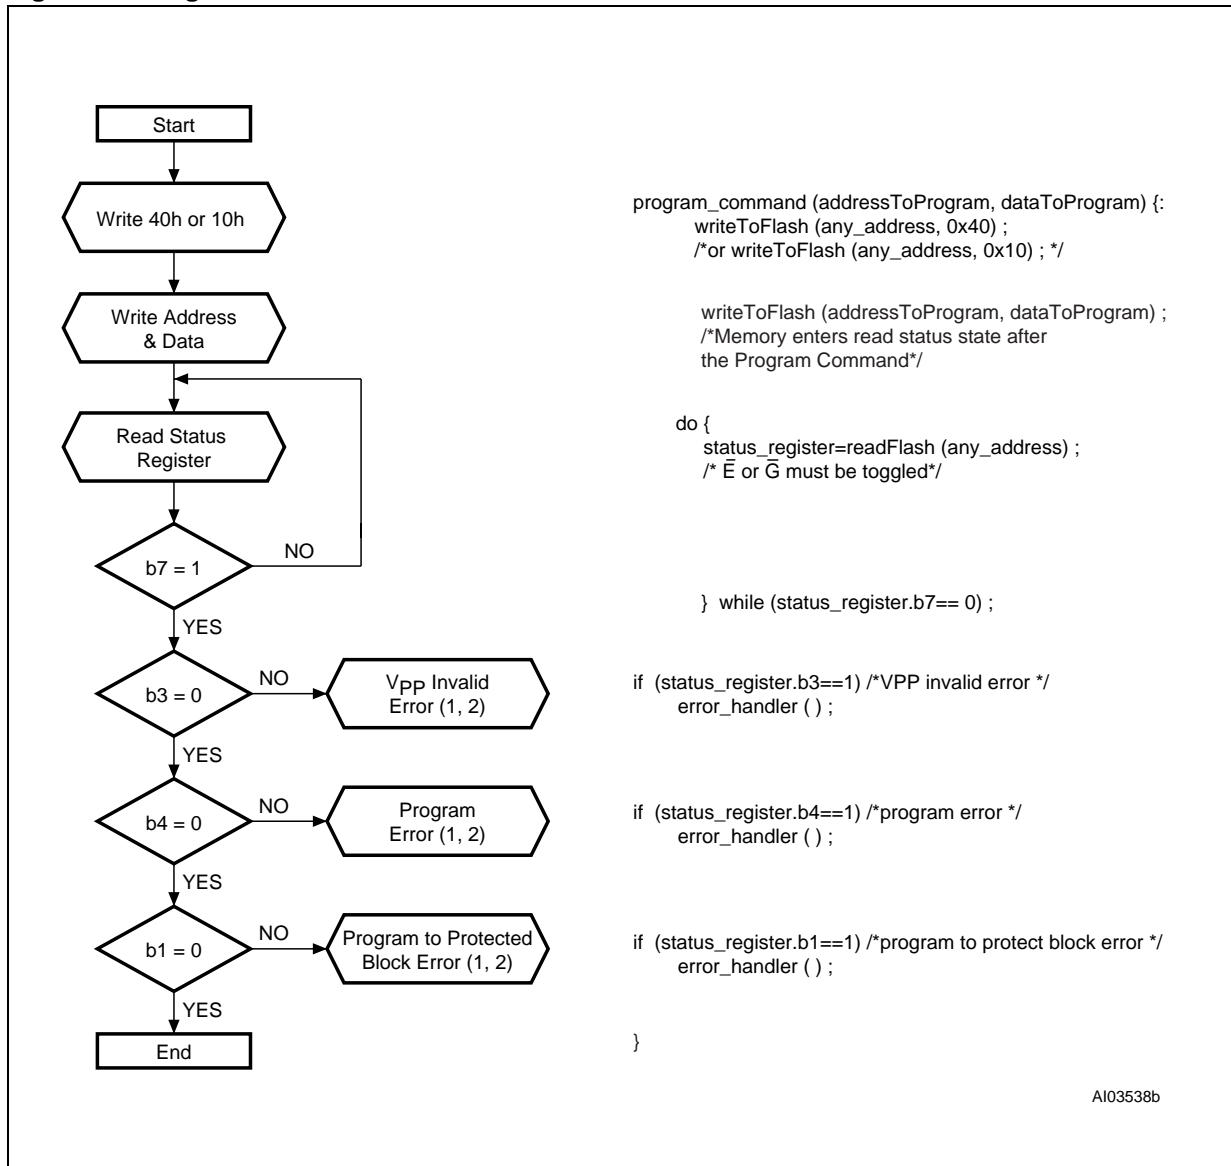 Start
Write 40h or 10h
Write Address
& Data
Read Status
Register
b7 = 1
NO
YES
b3 = 0
NO
VPP Invalid
Error (1, 2)
YES
b4 = 0
NO
Program
Error (1, 2)
YES
b1 = 0
NO
Program to Protected
Block Error (1, 2)
YES
End
program_command (addressToProgram, dataToProgram) {:
writeToFlash (any_address, 0x40) ;
/*or writeToFlash (any_address, 0x10) ; */
writeToFlash (addressToProgram, dataToProgram) ;
/*Memory enters read status state after
the Program Command*/
do {
status_register=readFlash (any_address) ;
/* E̅ or G̅ must be toggled*/
} while (status_register.b7== 0) ;
if (status_register.b3==1) /*VPP invalid error */
error_handler ( ) ;
if (status_register.b4==1) /*program error */
error_handler ( ) ;
if (status_register.b1==1) /*program to protect block error */
error_handler ( ) ;
}
AI03538b